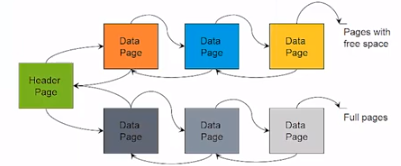 Data
Page
Data
Page
Data
Page
Pages with
free space
Header
Page
Data
Page
Data
Page
Data
Page
Full pages